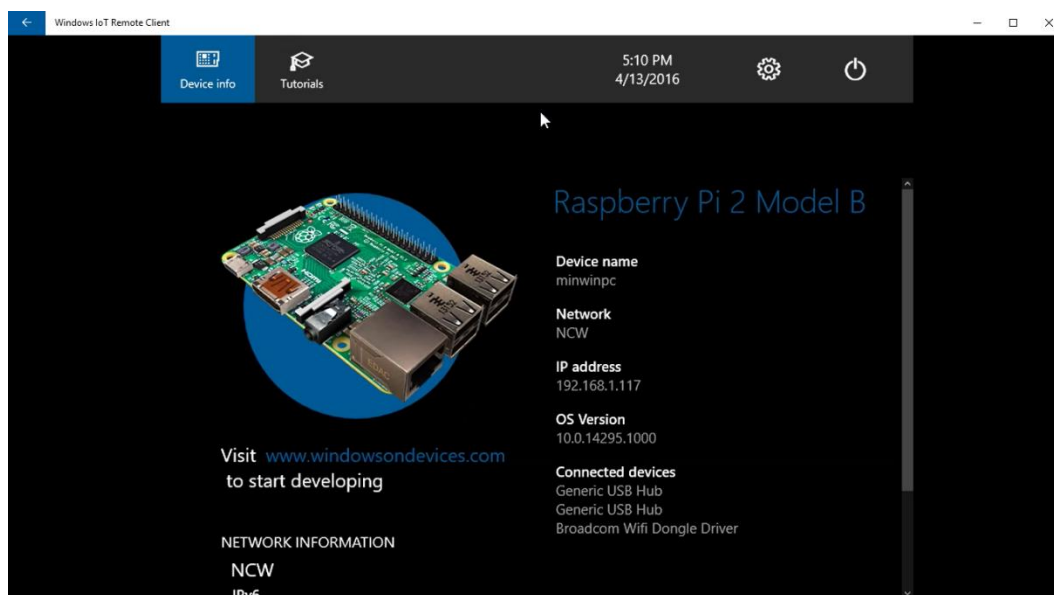 Windows IoT Remote Client
Device info
Tutorials
5:10 PM
4/13/2016
Raspberry Pi 2 Model B
Device name
minwinpc
Network
NCW
IP address
192.168.1.117
OS Version
10.0.14295.1000
Connected devices
Generic USB Hub
Generic USB Hub
Broadcom Wifi Dongle Driver
HDMI
Visit www.windowsondevices.com
to start developing
NETWORK INFORMATION
NCW
IPv6